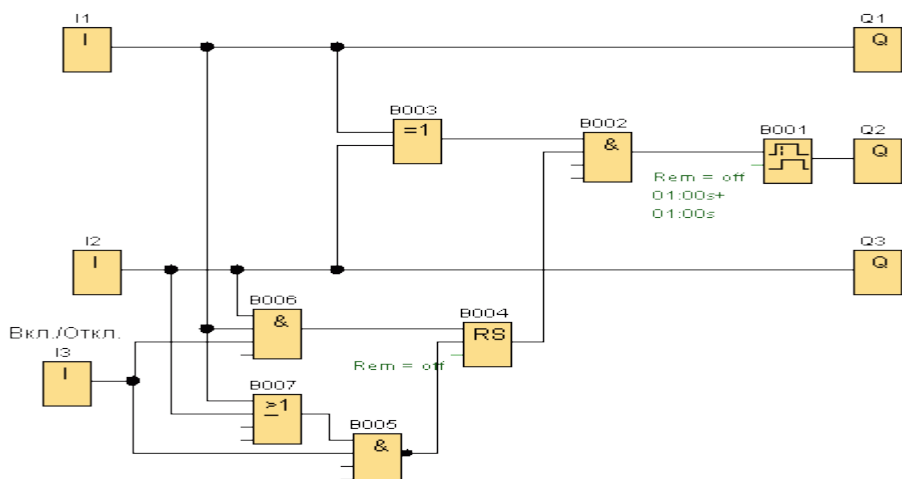 I1
I
Q1
Q
B003
=1
B002
&
B001
Rem = off
01:00s+
01:00s
Q2
Q
I2
I
Q3
Q
B006
&
B004
RS
Rem = off
Вкл./Откл.
I3
I
B007
≥1
B005
&